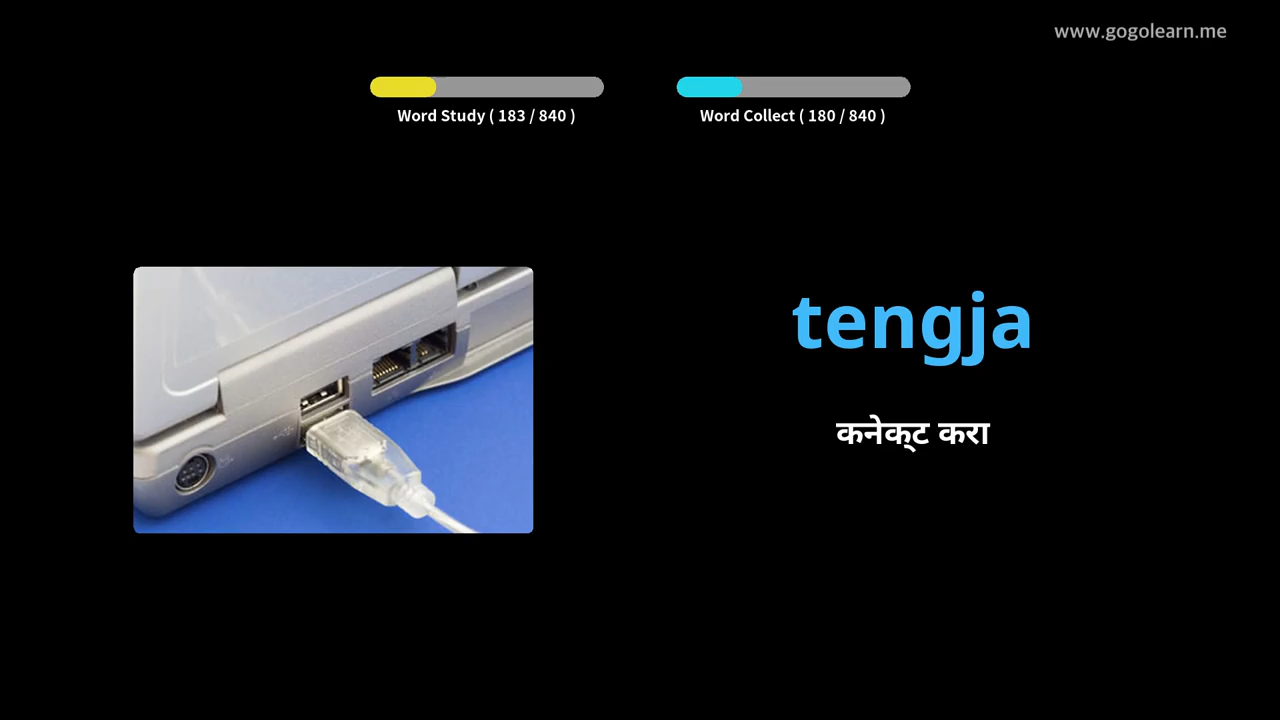 www.gogolearn.me
Word Study ( 183 / 840 )
Word Collect ( 180 / 840 )
tengja
कनेक्ट करा